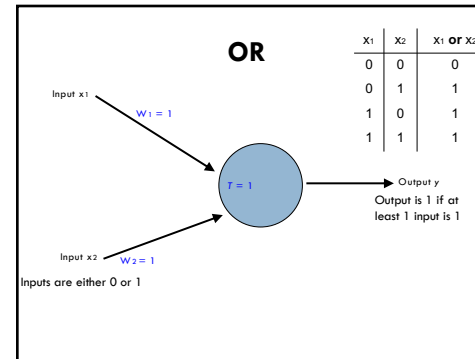 OR
x1 x2 x1 or x2
0 0 0
0 1 1
1 0 1
1 1 1
Input x1
W1 = 1
T = 1
Output y
Output is 1 if at
least 1 input is 1
Input x2
W2 = 1
Inputs are either 0 or 1